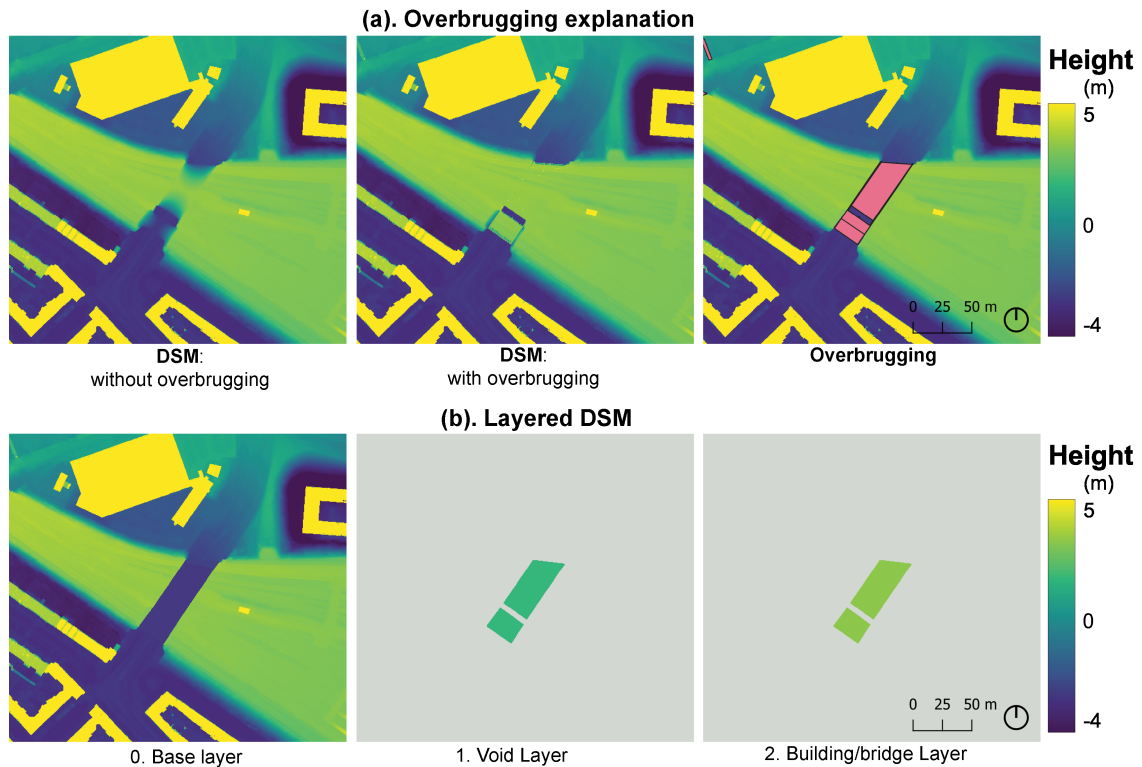 (a). Overbrugging explanation
Height
(m)
5
0
-4
0 25 50 m
DSM:
without overbrugging
DSM:
with overbrugging
Overbrugging
(b). Layered DSM
Height
(m)
5
0
-4
0 25 50 m
0. Base layer
1. Void Layer
2. Building/bridge Layer